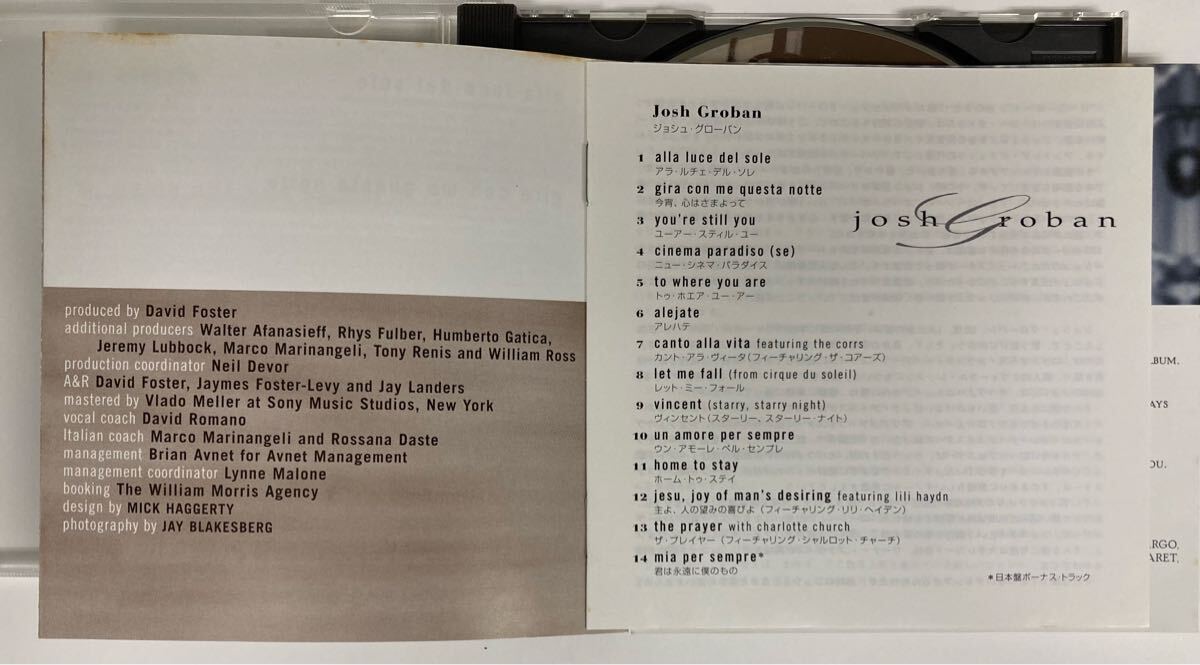 produced by David Foster
additional producers Walter Afanasieff, Rhys Fulber, Humberto Gatica,
Jeremy Lubbock, Marco Marinangeli, Tony Renis and William Ross
production coordinator Neil Devor
A&R David Foster, Jaymes Foster-Levy and Jay Landers
mastered by Vlado Meller at Sony Music Studios, New York
vocal coach David Romano
Italian coach Marco Marinangeli and Rossana Daste
management Brian Avnet for Avnet Management
management coordinator Lynne Malone
booking The William Morris Agency
design by MICK HAGGERTY
photography by JAY BLAKESBERG
Josh Groban
ジョシュ・グローバン
1 alla luce del sole
アラ・ルチェ・デル・ソレ
2 gira con me questa notte
今宵、心はさまよって
3 you're still you
ユーアー・スティル・ユー
4 cinema paradiso (se)
ニュー・シネマ・パラダイス
5 to where you are
トゥ・ホエア・ユー・アー
6 alejate
アレハテ
7 canto alla vita featuring the corrs
カント・アラ・ヴィータ(フィーチャリング・ザ・コアーズ)
8 let me fall (from cirque du soleil)
レット・ミー・フォール
9 vincent (starry, starry night)
ヴィンセント(スターリー、スターリー・ナイト)
10 un amore per sempre
ウン・アモーレ・ペル・センプレ
11 home to stay
ホーム・トゥ・ステイ
12 jesu, joy of man's desiring featuring lili haydn
主よ、人の望みの喜びよ(フィーチャリング・リリ・ヘイデン)
13 the prayer with charlotte church
ザ・プレイヤー(フィーチャリング・シャルロット・チャーチ)
14 mia per sempre*
君は永遠に僕のもの
*日本盤ボーナス・トラック
josh Groban
LBUM.
AYS
OU.
RGO,
ARET,